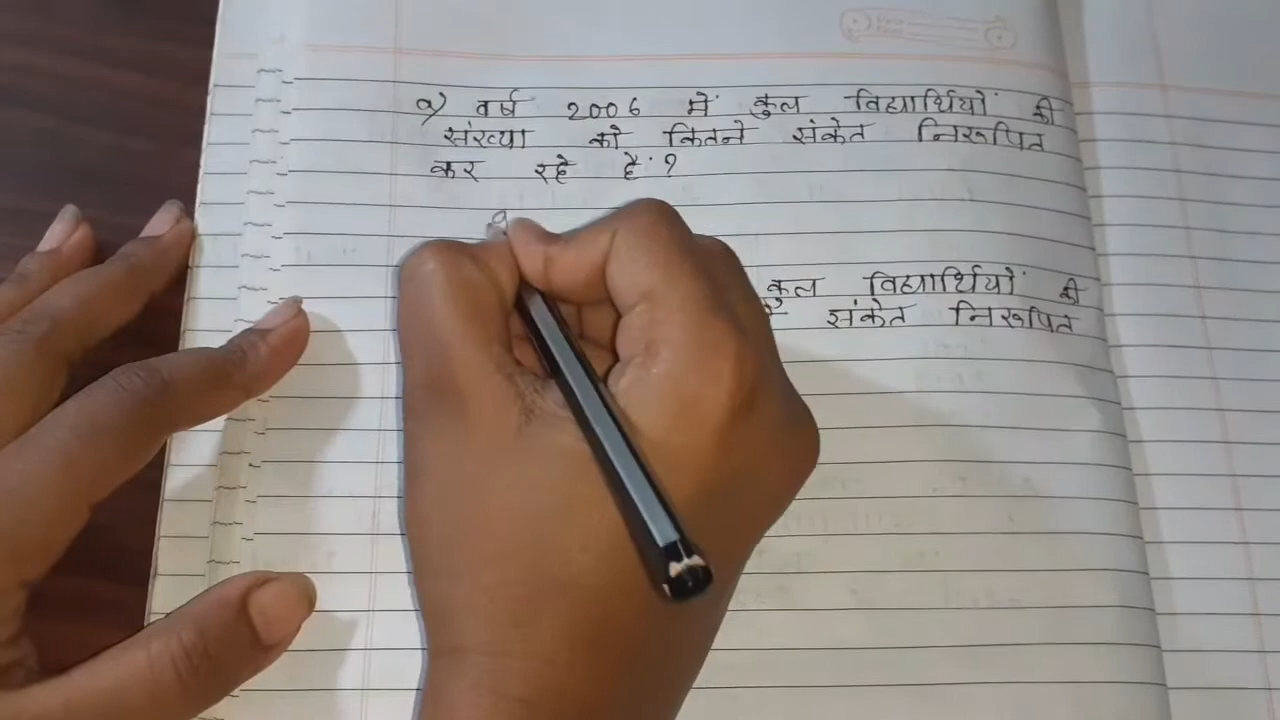 a) वर्ष 2006 में कुल विद्यार्थियों की
संख्या को कितने संकेत निरूपित
कर रहे हैं ?
कुल विद्यार्थियों की
संकेत निरूपित